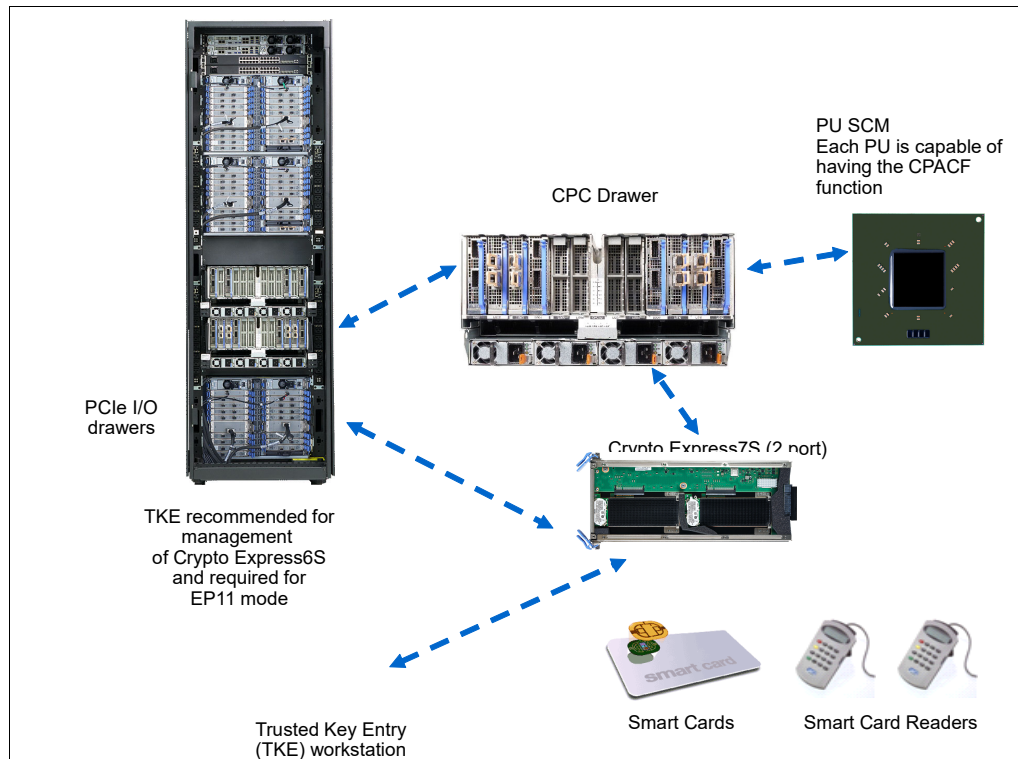 PU SCM
Each PU is capable of
having the CPACF
function
CPC Drawer
PCIe I/O
drawers
Crypto Express7S (2 port)
TKE recommended for
management
of Crypto Express6S
and required for
EP11 mode
smart card
Smart Cards
Smart Card Readers
Trusted Key Entry
(TKE) workstation